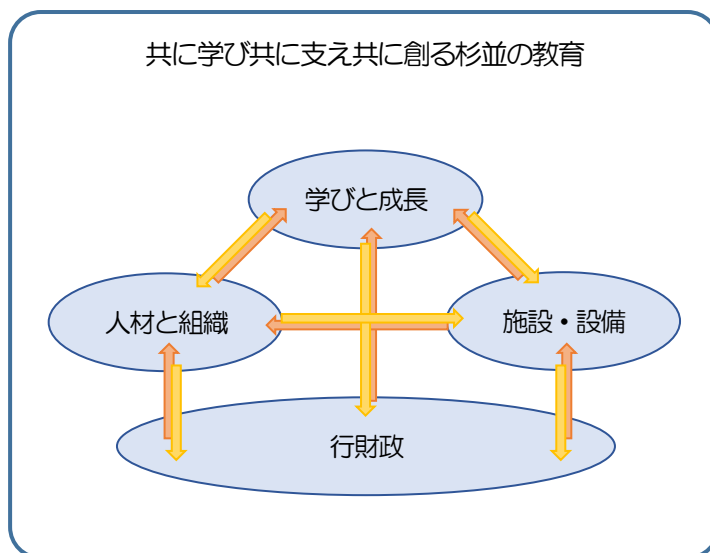 共に学び共に支え共に創る杉並の教育
学びと成長
人材と組織
施設・設備
行財政